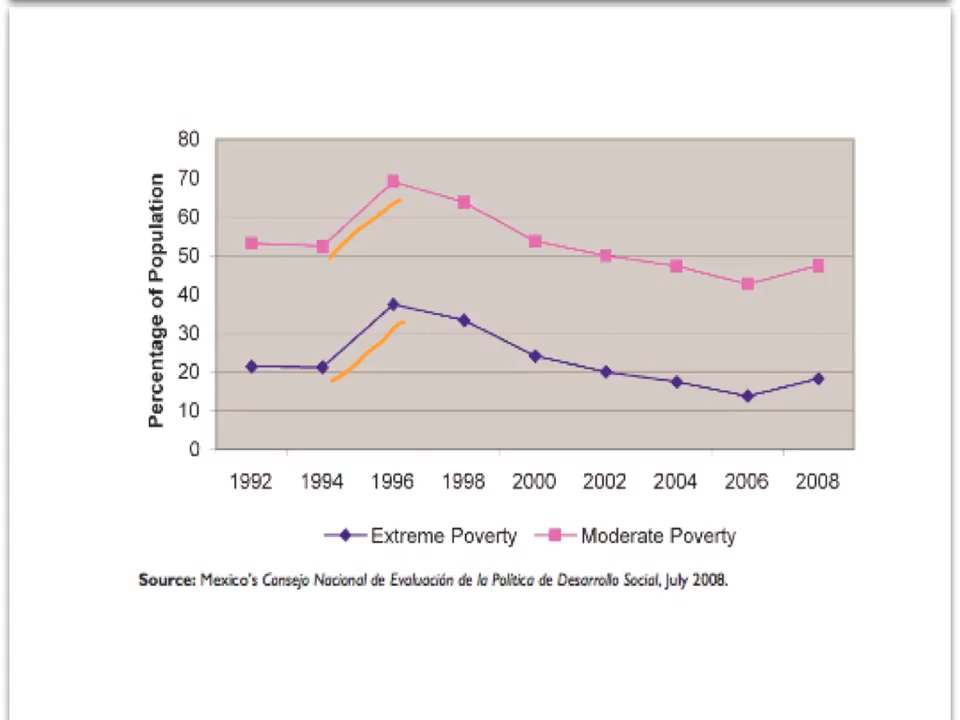 80
70
60
50
40
30
20
10
0
Percentage of Population
1992 1994 1996 1998 2000 2002 2004 2006 2008
Extreme Poverty Moderate Poverty
Source: Mexico's Consejo Nacional de Evaluación de la Política de Desarrollo Social, July 2008.